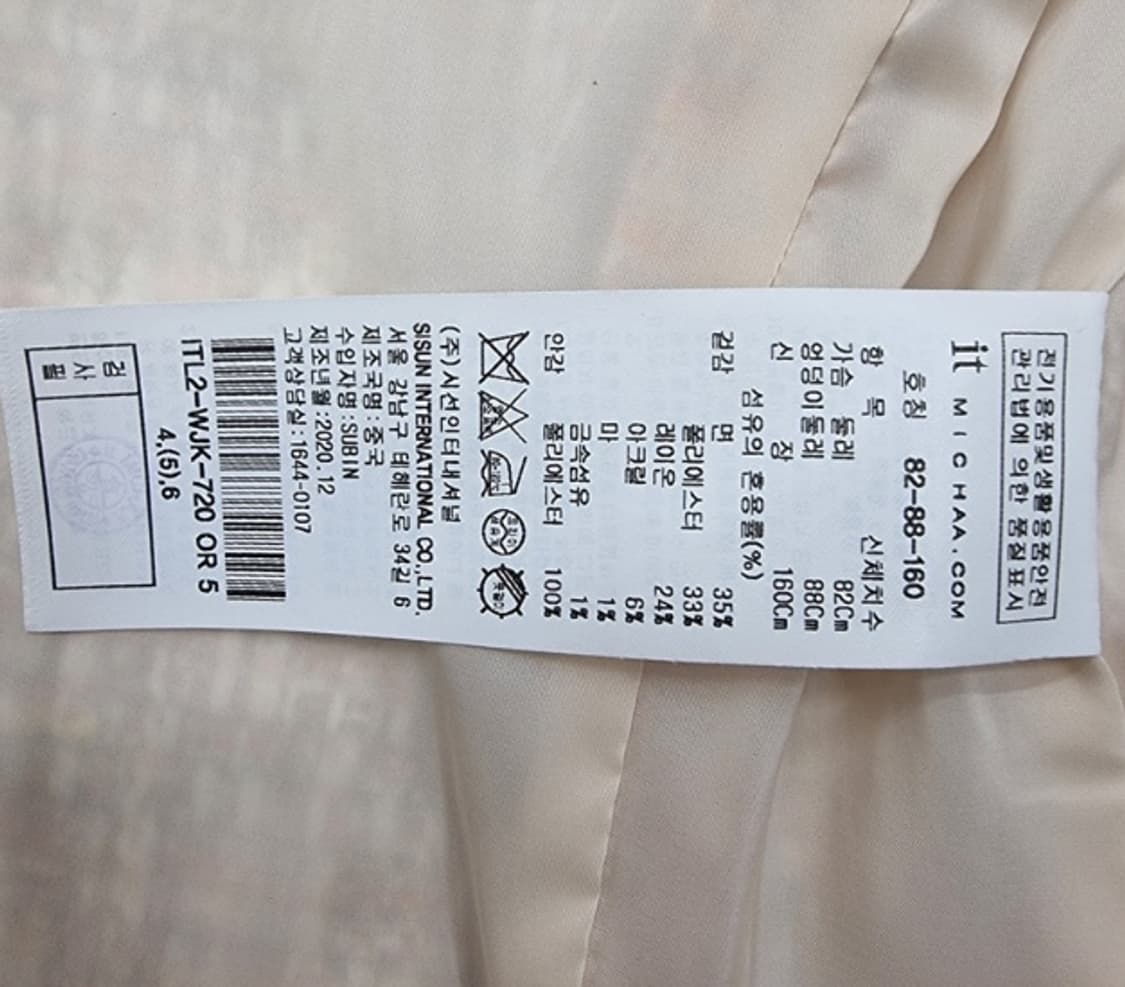 전기용품및생활용품안전
관리법에 의한 품질표시
it MICHAA.COM
호칭 82-88-160
항 목 신체치수
가슴 둘레 82Cm
엉덩이둘레 88Cm
신 장 160Cm
섬유의 혼용률(%)
겉감 면 35%
폴리에스터 33%
레이온 24%
아크릴 6%
마 1%
금속섬유 1%
안감 폴리에스터 100%
(주)시선인터내셔널
SISUN INTERNATIONAL CO.,LTD.
서울 강남구 테헤란로 34길 6
제조국명:중국
수입자명:SUBIN
제조년월:2020.12
고객상담실:1644-0107
ITL2-WJK-720 OR 5
4.(5).6
검사필